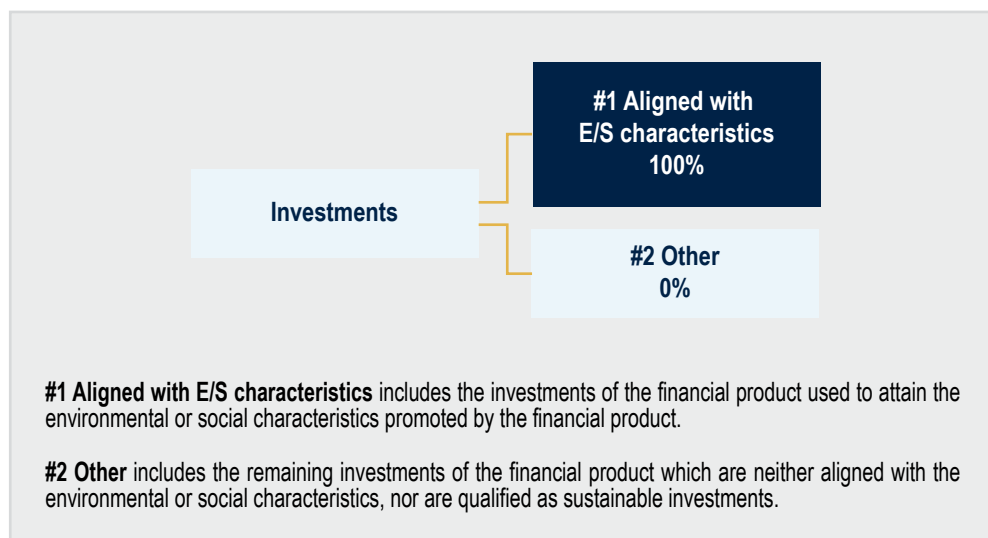 #1 Aligned with
E/S characteristics
100%
Investments
#2 Other
0%
#1 Aligned with E/S characteristics includes the investments of the financial product used to attain the
environmental or social characteristics promoted by the financial product.
#2 Other includes the remaining investments of the financial product which are neither aligned with the
environmental or social characteristics, nor are qualified as sustainable investments.